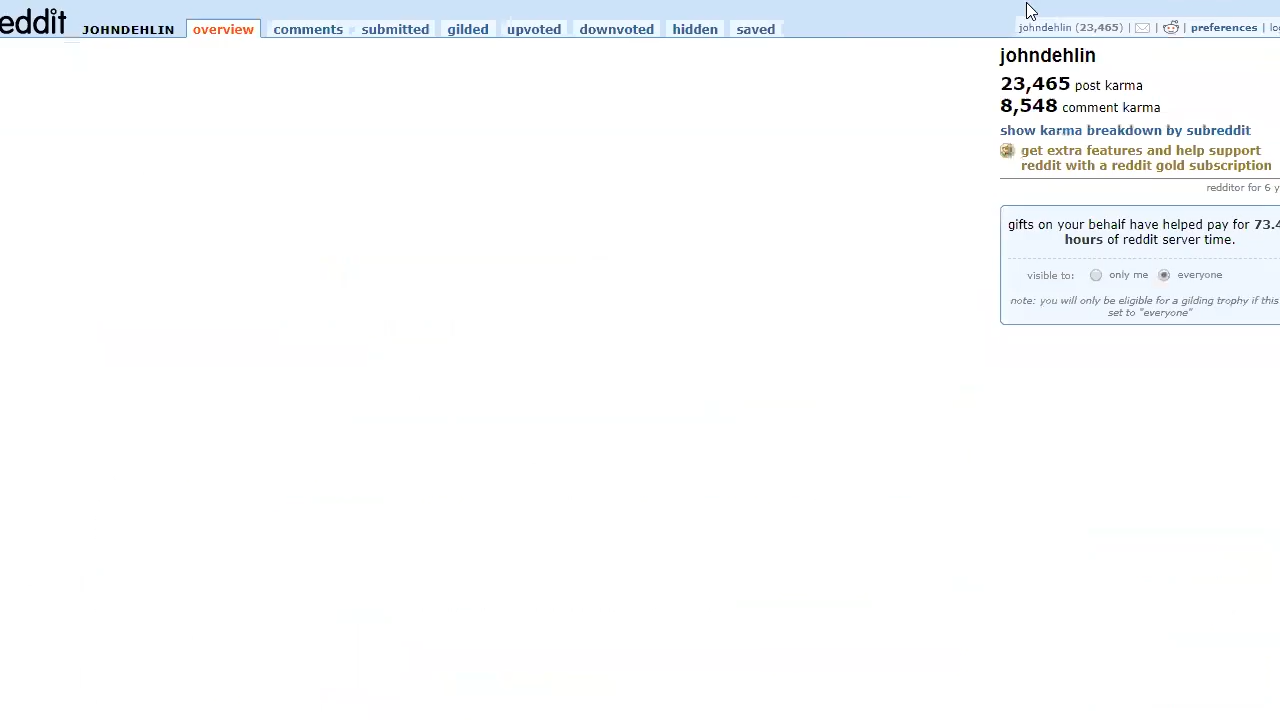 eddit JOHNDEHLIN overview comments submitted gilded upvoted downvoted hidden saved
johndehlin (23,465) | | | preferences | lo
johndehlin
23,465 post karma
8,548 comment karma
show karma breakdown by subreddit
get extra features and help support
reddit with a reddit gold subscription
redditor for 6 y
gifts on your behalf have helped pay for 73.4
hours of reddit server time.
visible to: only me everyone
note: you will only be eligible for a gilding trophy if this
set to "everyone"